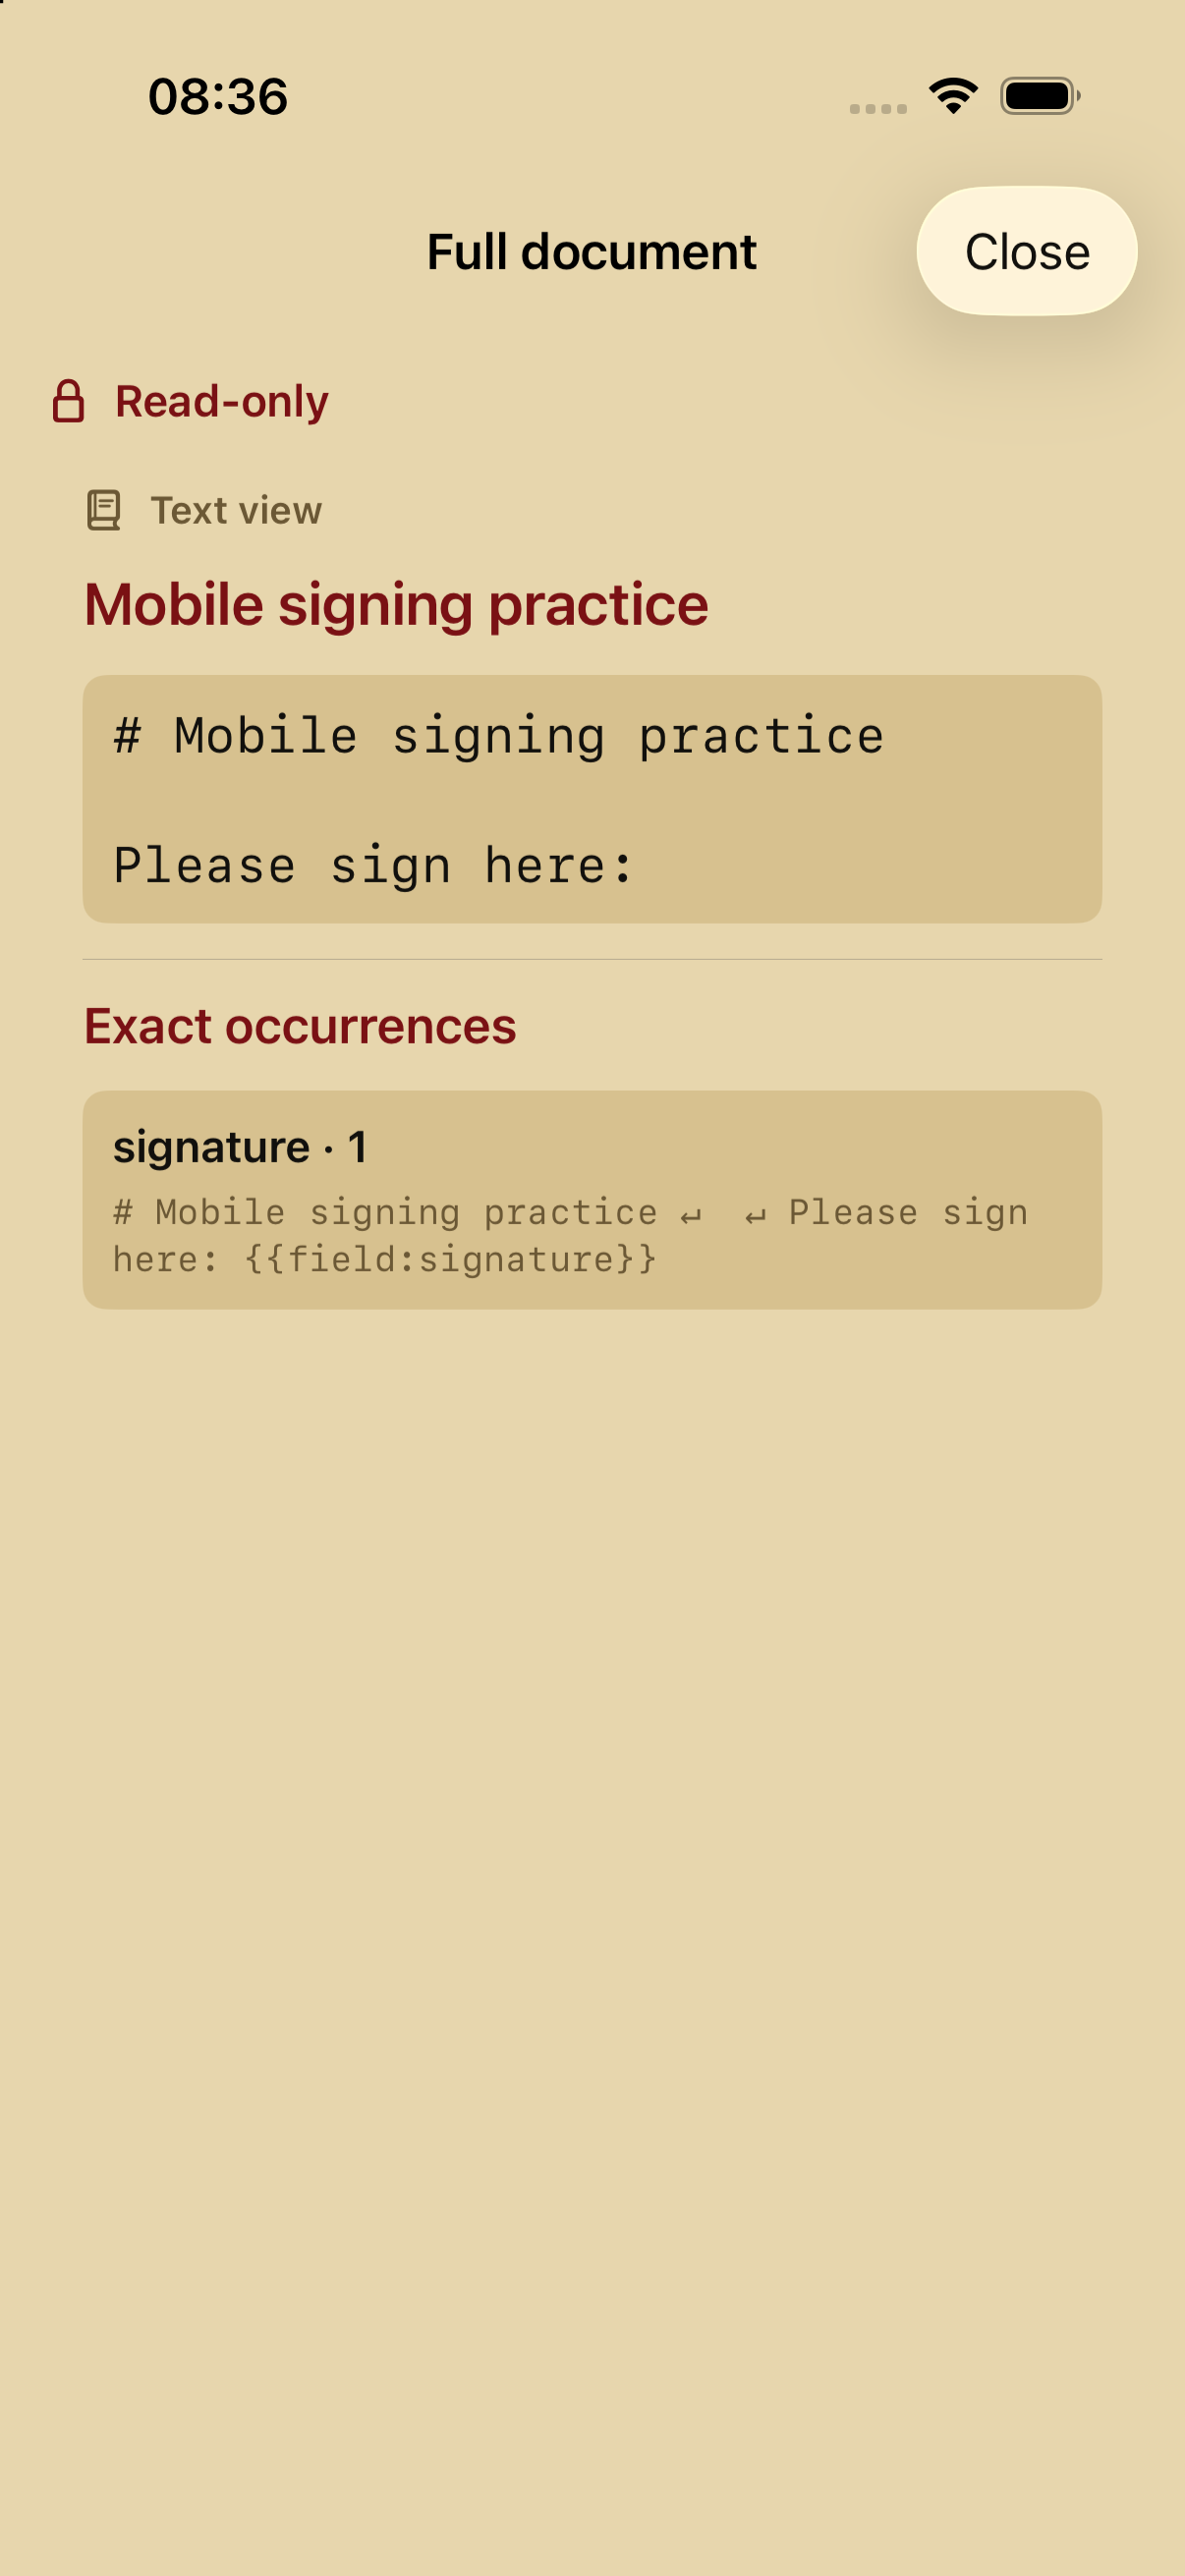 08:36
Full document
Close
Read-only
Text view
Mobile signing practice
# Mobile signing practice
Please sign here:
Exact occurrences
signature · 1
# Mobile signing practice ↵  ↵ Please sign
here: {{field:signature}}